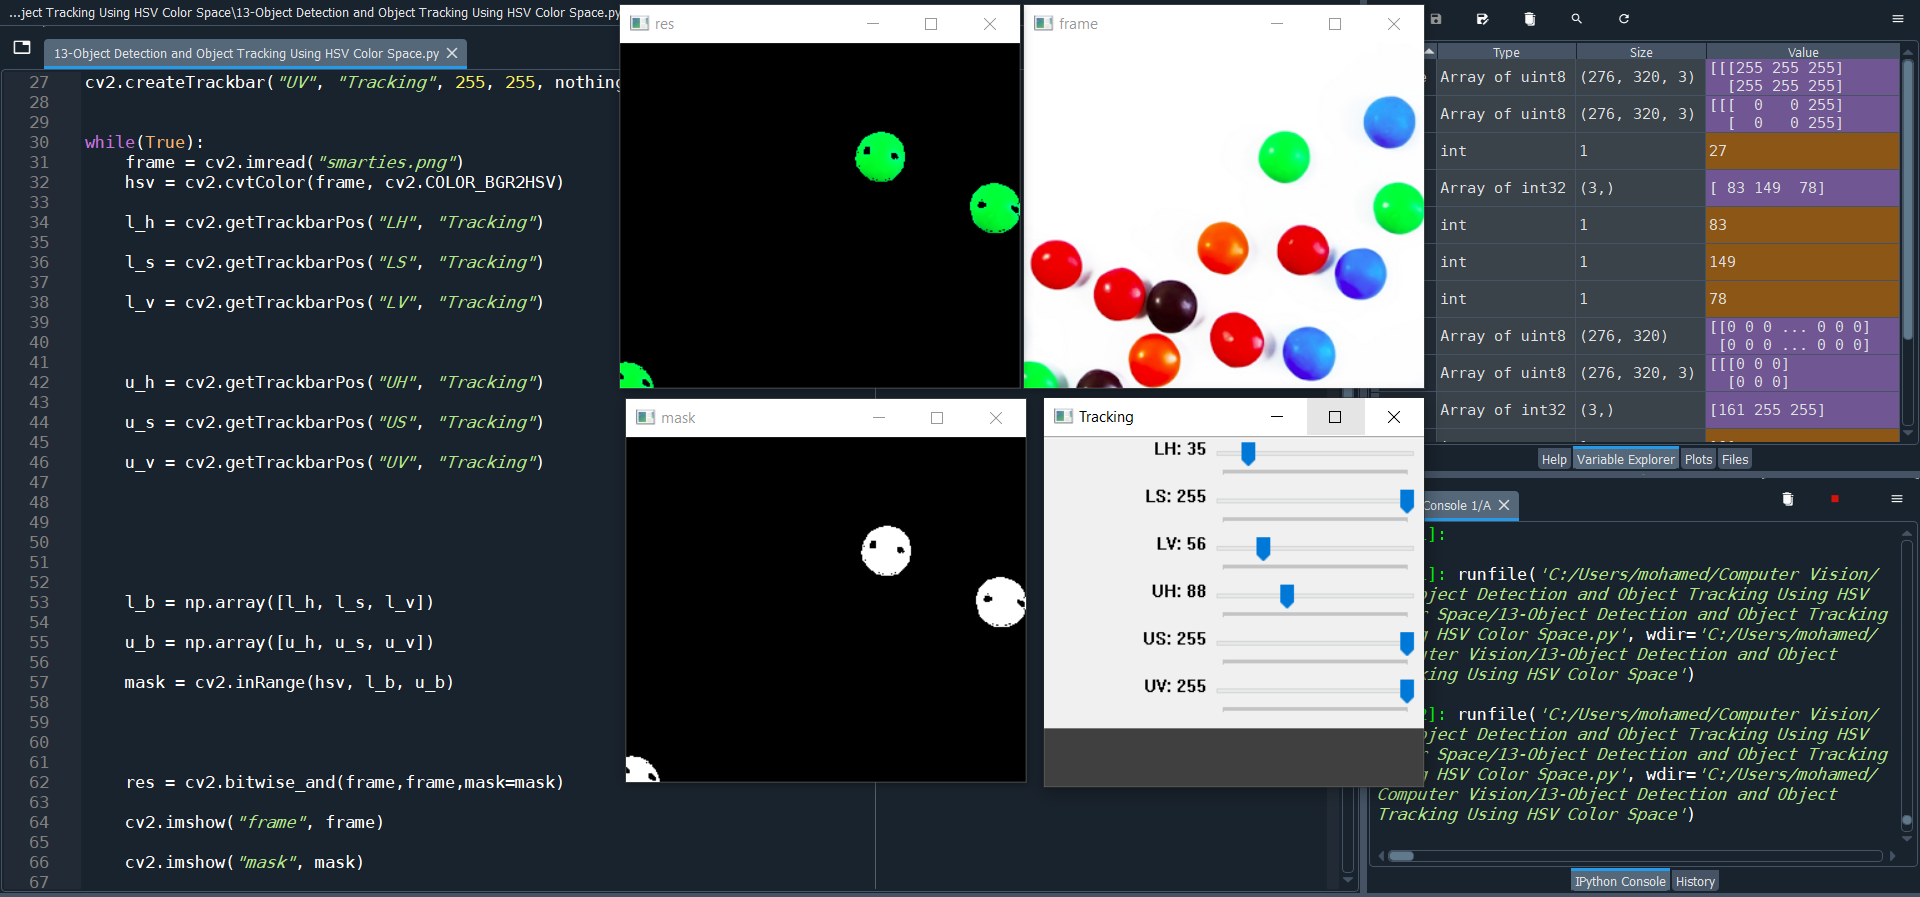 ...ject Tracking Using HSV Color Space\13-Object Detection and Object Tracking Using HSV Color Space.py
13-Object Detection and Object Tracking Using HSV Color Space.py
27 cv2.createTrackbar("UV", "Tracking", 255, 255, nothing
28
29
30 while(True):
31 frame = cv2.imread("smarties.png")
32 hsv = cv2.cvtColor(frame, cv2.COLOR_BGR2HSV)
33
34 l_h = cv2.getTrackbarPos("LH", "Tracking")
35
36 l_s = cv2.getTrackbarPos("LS", "Tracking")
37
38 l_v = cv2.getTrackbarPos("LV", "Tracking")
39
40
41
42 u_h = cv2.getTrackbarPos("UH", "Tracking")
43
44 u_s = cv2.getTrackbarPos("US", "Tracking")
45
46 u_v = cv2.getTrackbarPos("UV", "Tracking")
47
48
49
50
51
52
53 l_b = np.array([l_h, l_s, l_v])
54
55 u_b = np.array([u_h, u_s, u_v])
56
57 mask = cv2.inRange(hsv, l_b, u_b)
58
59
60
61
62 res = cv2.bitwise_and(frame,frame,mask=mask)
63
64 cv2.imshow("frame", frame)
65
66 cv2.imshow("mask", mask)
67
res
frame
mask
Tracking
LH: 35
LS: 255
LV: 56
UH: 88
US: 255
UV: 255
Type Size Value
e Array of uint8 (276, 320, 3) [[[255 255 255]
[255 255 255]
Array of uint8 (276, 320, 3) [[[ 0 0 255]
[ 0 0 255]
int 1 27
Array of int32 (3,) [ 83 149 78]
int 1 83
int 1 149
int 1 78
Array of uint8 (276, 320) [[0 0 0 ... 0 0 0]
[0 0 0 ... 0 0 0]
Array of uint8 (276, 320, 3) [[[0 0 0]
[0 0 0]
Array of int32 (3,) [161 255 255]
Help Variable Explorer Plots Files
Console 1/A
]:
]: runfile('C:/Users/mohamed/Computer Vision/
ject Detection and Object Tracking Using HSV
Space/13-Object Detection and Object Tracking
HSV Color Space.py', wdir='C:/Users/mohamed/
ter Vision/13-Object Detection and Object
ing Using HSV Color Space')
]: runfile('C:/Users/mohamed/Computer Vision/
ject Detection and Object Tracking Using HSV
Space/13-Object Detection and Object Tracking
HSV Color Space.py', wdir='C:/Users/mohamed/
Computer Vision/13-Object Detection and Object
Tracking Using HSV Color Space')
IPython Console History